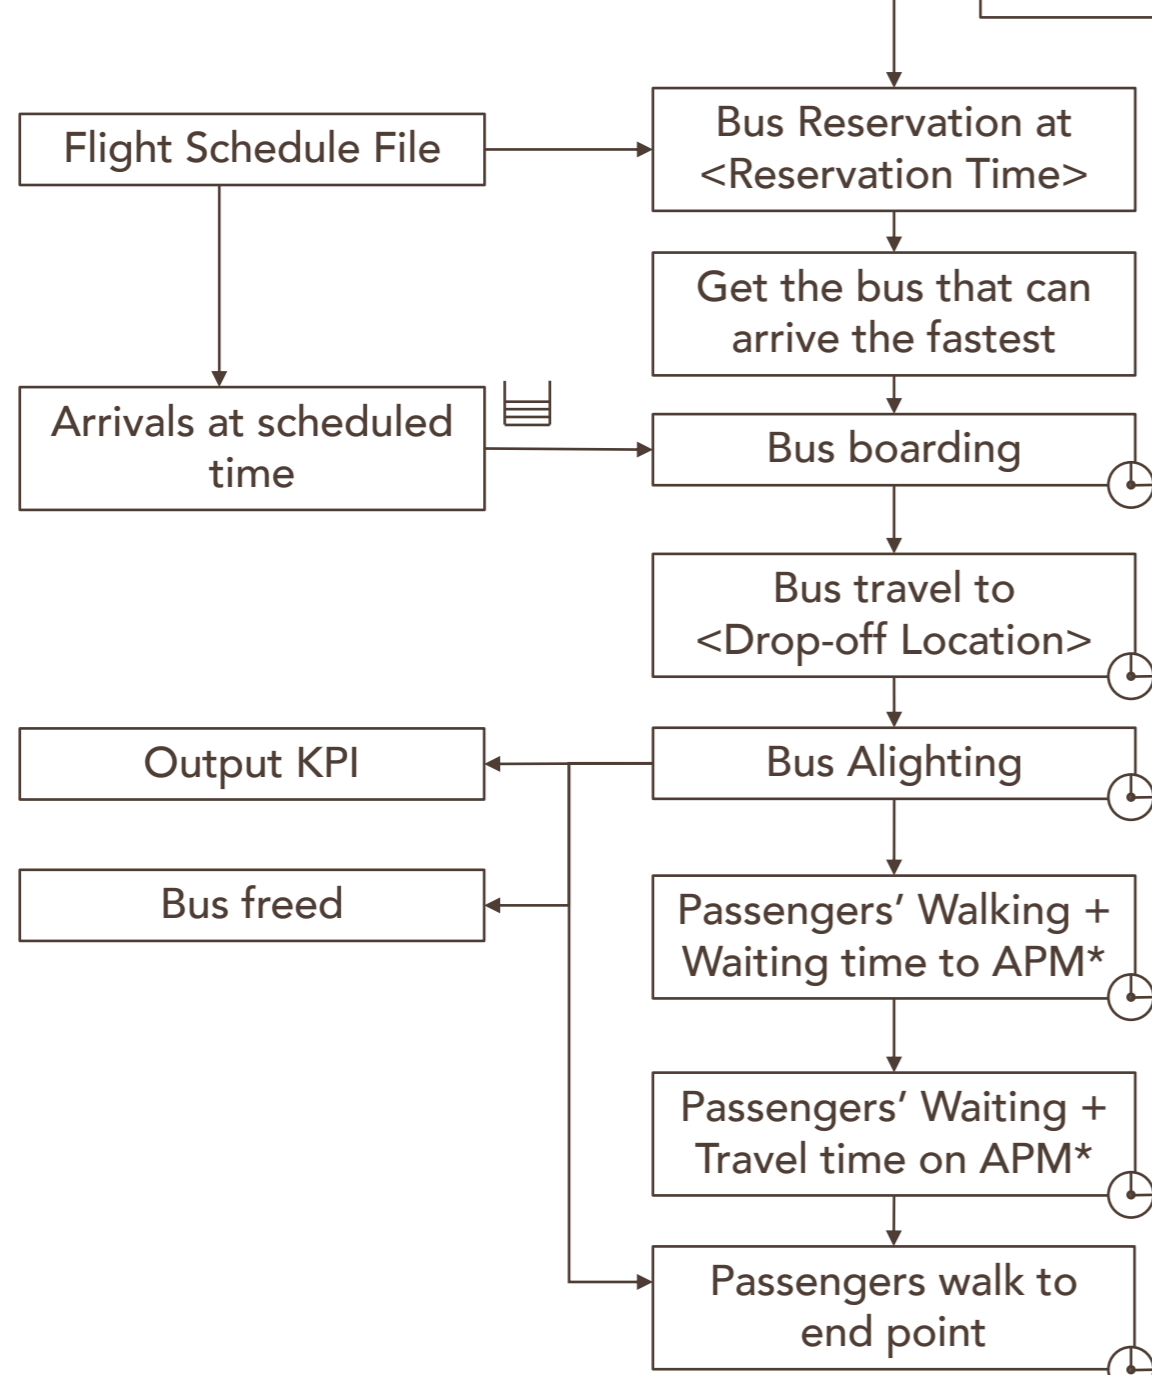 Bus Reservation at
<Reservation Time>
Flight Schedule File
Get the bus that can
arrive the fastest
Arrivals at scheduled
time
Bus boarding
Bus travel to
<Drop-off Location>
Output KPI
Bus Alighting
Bus freed
Passengers’ Walking +
Waiting time to APM*
Passengers’ Waiting +
Travel time on APM*
Passengers walk to
end point